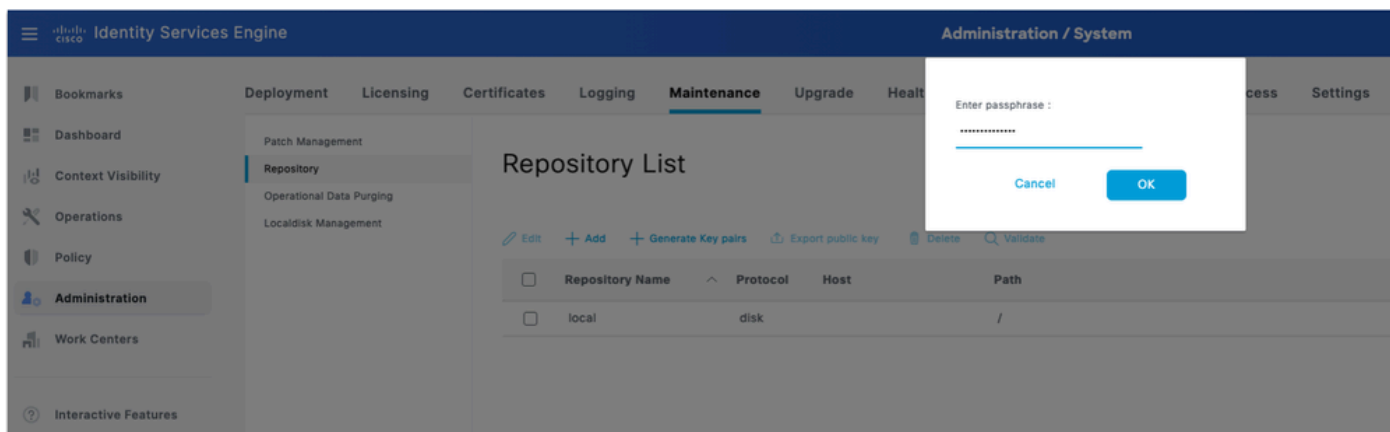 cisco Identity Services Engine
Administration / System
Bookmarks
Dashboard
Context Visibility
Operations
Policy
Administration
Work Centers
Interactive Features
Deployment Licensing Certificates Logging Maintenance Upgrade Healt cess Settings
Patch Management
Repository
Operational Data Purging
Localdisk Management
Repository List
Enter passphrase :
••••••••••••••
Cancel OK
Edit Add Generate Key pairs Export public key Delete Validate
Repository Name Protocol Host Path
local disk /